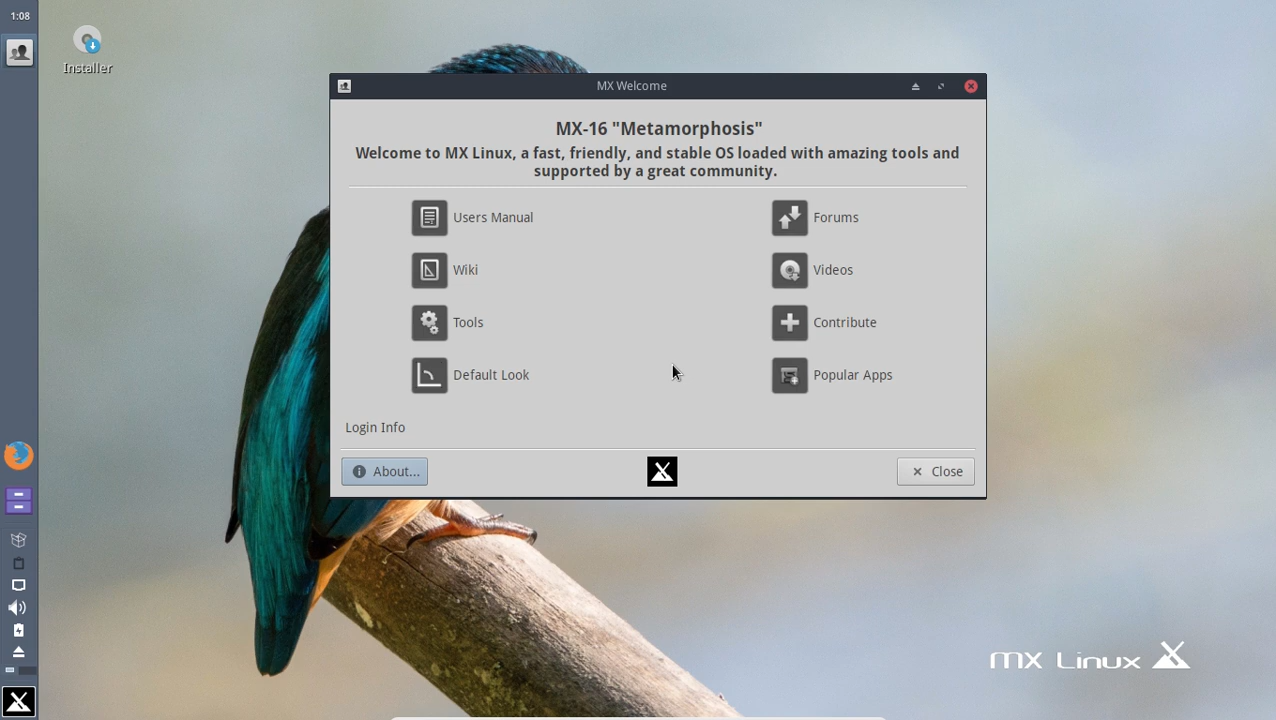 1:08
Installer
MX Welcome
MX-16 "Metamorphosis"
Welcome to MX Linux, a fast, friendly, and stable OS loaded with amazing tools and
supported by a great community.
Users Manual
Forums
Wiki
Videos
Tools
Contribute
Default Look
Popular Apps
Login Info
About...
Close
mx Linux